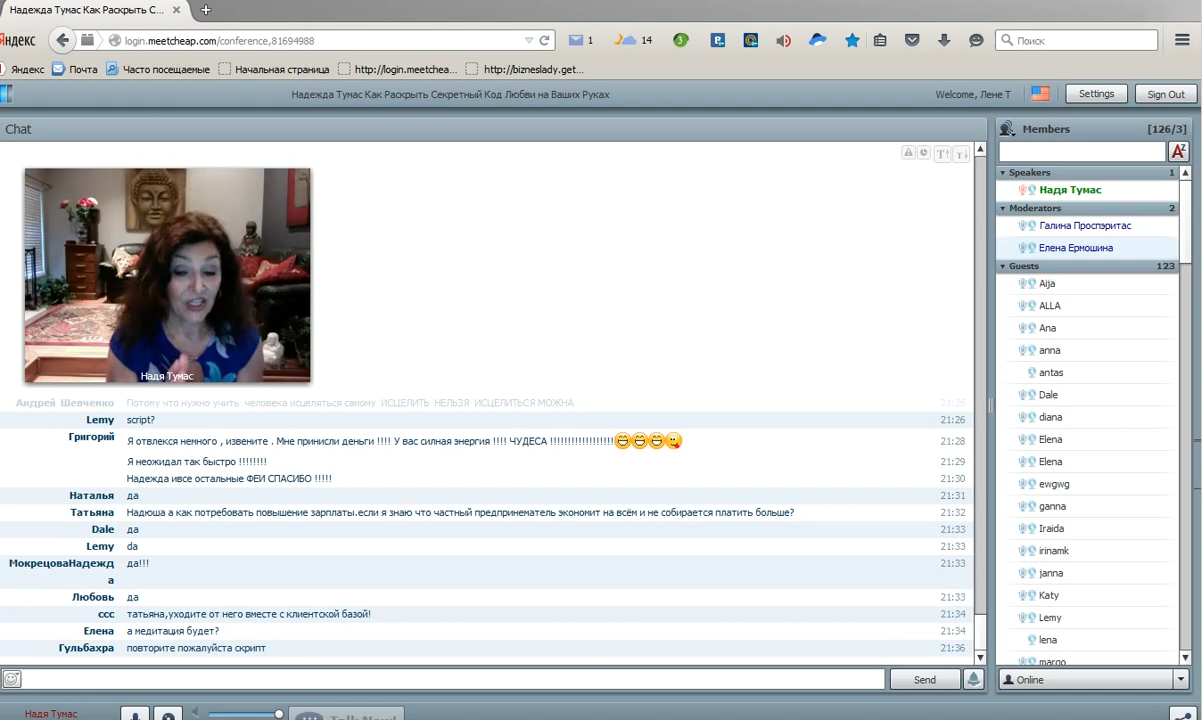 Надежда Тумас Как Раскрыть С...
Яндекс
login.meetcheap.com/conference,81694988
1
14
3
Поиск
Яндекс
Почта
Часто посещаемые
Начальная страница
http://login.meetchea...
http://bizneslady.get...
Надежда Тумас Как Раскрыть Секретный Код Любви на Ваших Руках
Welcome, Лене Т
Settings
Sign Out
Chat
Надя Тумас
Андрей Шевченко Потому что нужно учить человека исцеляться самому ИСЦЕЛИТЬ НЕЛЬЗЯ ИСЦЕЛИТЬСЯ МОЖНА 21:26
Lemy script? 21:26
Григорий Я отвлекся немного , извените . Мне принисли деньги !!!! У вас силная энергия !!!! ЧУДЕСА !!!!!!!!!!!!!!!!!! 21:28
Я неожидал так быстро !!!!!!!! 21:29
Надежда ивсе остальные ФЕИ СПАСИБО !!!!! 21:30
Наталья да 21:31
Татьяна Надюша а как потребовать повышение зарплаты.если я знаю что частный предпринематель экономит на всём и не собирается платить больше? 21:32
Dale да 21:33
Lemy da 21:33
МокрецоваНадежд да!!! 21:33
а
Любовь да 21:33
ссс татьяна,уходите от него вместе с клиентской базой! 21:34
Елена а медитация будет? 21:34
Гульбахра повторите пожалуйста скрипт 21:36
Send
Надя Тумас
Talk Now!
Members [126/3]
Speakers 1
Надя Тумас
Moderators 2
Галина Проспэритас
Елена Ермошина
Guests 123
Aija
ALLA
Ana
anna
antas
Dale
diana
Elena
Elena
ewgwg
ganna
Iraida
irinamk
janna
Katy
Lemy
lena
margo
Online